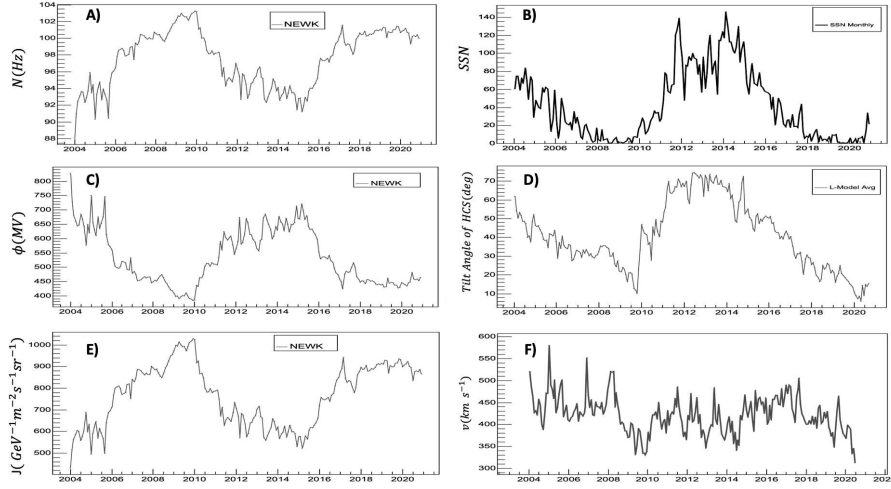 A)
NEWK
N(Hz)
104
102
100
98
96
94
92
90
88
2004 2006 2008 2010 2012 2014 2016 2018 2020
B)
SSN Monthly
SSN
140
120
100
80
60
40
20
0
2004 2006 2008 2010 2012 2014 2016 2018 2020
C)
NEWK
ϕ(MV)
800
750
700
650
600
550
500
450
400
2004 2006 2008 2010 2012 2014 2016 2018 2020
D)
L-Model Avg
Tilt Angle of HCS(deg)
70
60
50
40
30
20
10
2004 2006 2008 2010 2012 2014 2016 2018 2020
E)
NEWK
J( GeV⁻¹m⁻²s⁻¹sr⁻¹)
1000
900
800
700
600
500
2004 2006 2008 2010 2012 2014 2016 2018 2020
F)
v(km s⁻¹)
600
550
500
450
400
350
300
2002 2004 2006 2008 2010 2012 2014 2016 2018 2020 202